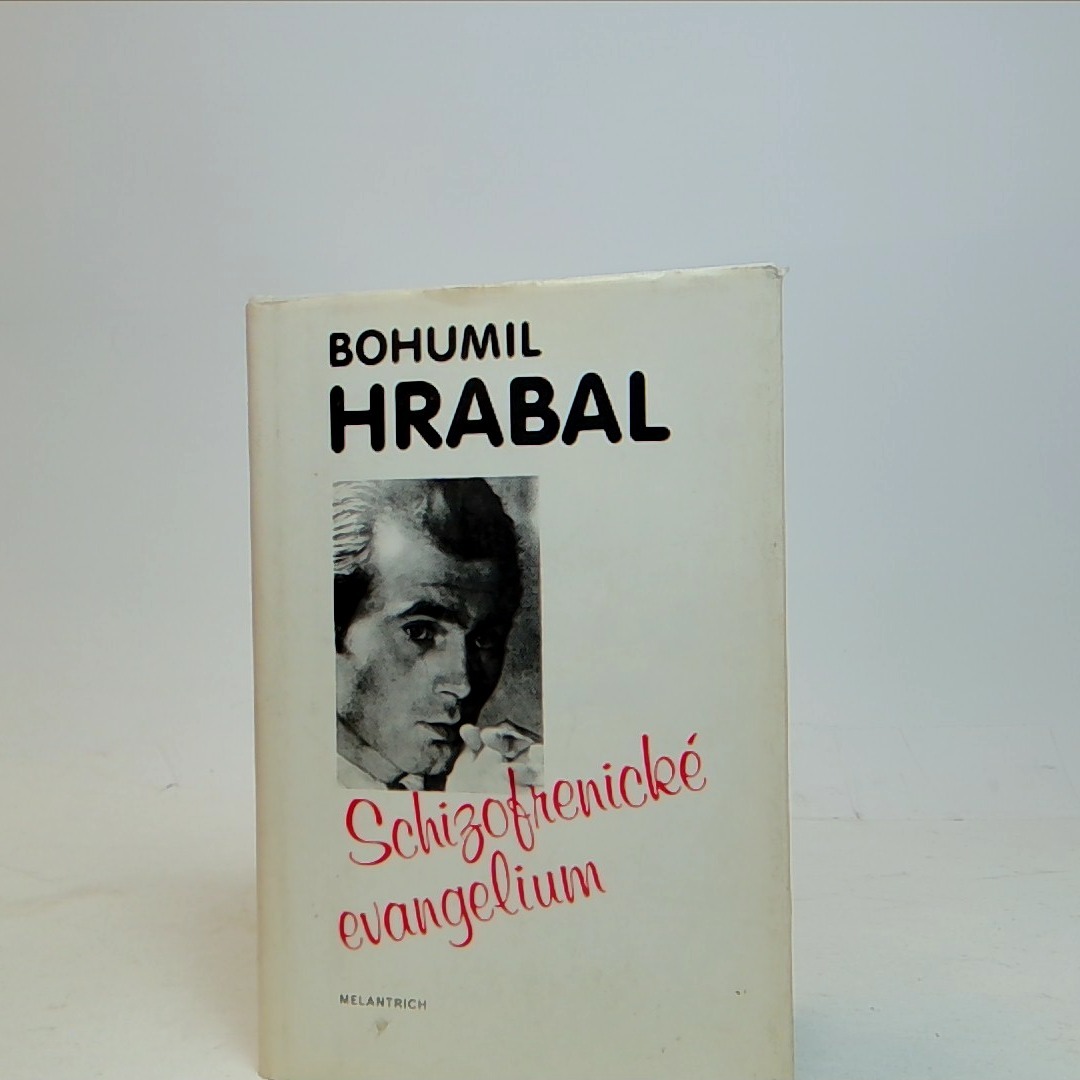 BOHUMIL
HRABAL
Schizofrenické
evangelium
MELANTRICH